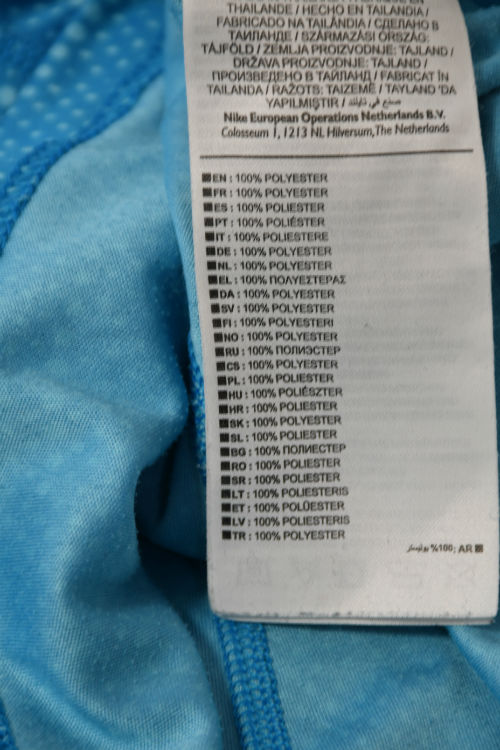 THAILANDE / HECHO EN TAILANDIA /
FABRICADO NA TAILÂNDIA / СДЕЛАНО В
ТАИЛАНДЕ / SZÁRMAZÁSI ORSZÁG:
TÁJFÖLD / ZEMLJA PROIZVODNJE: TAJLAND /
DRŽAVA PROIZVODNJE: TAJLAND /
ПРОИЗВЕДЕНО В ТАЙЛАНД / FABRICAT ÎN
TAILANDA / RAŽOTS: TAIZEMĒ / TAYLAND 'DA
YAPILMIŞTIR / صنع في تايلند
Nike European Operations Netherlands B.V.
Colosseum 1, 1213 NL Hilversum, The Netherlands
EN : 100% POLYESTER
FR : 100% POLYESTER
ES : 100% POLIESTER
PT : 100% POLIÉSTER
IT : 100% POLIESTERE
DE : 100% POLYESTER
NL : 100% POLYESTER
EL : 100% ΠΟΛΥΕΣΤΕΡΑΣ
DA : 100% POLYESTER
SV : 100% POLYESTER
FI : 100% POLYESTERI
NO : 100% POLYESTER
RU : 100% ПОЛИЭСТЕР
CS : 100% POLYESTER
PL : 100% POLIESTER
HU : 100% POLIÉSZTER
HR : 100% POLIESTER
SK : 100% POLYESTER
SL : 100% POLIESTER
BG : 100% ПОЛИЕСТЕР
RO : 100% POLIESTER
SR : 100% POLIESTER
LT : 100% POLIESTERIS
ET : 100% POLÜESTER
LV : 100% POLIESTERIS
TR : 100% POLYESTER
AR : 100% بوليستر